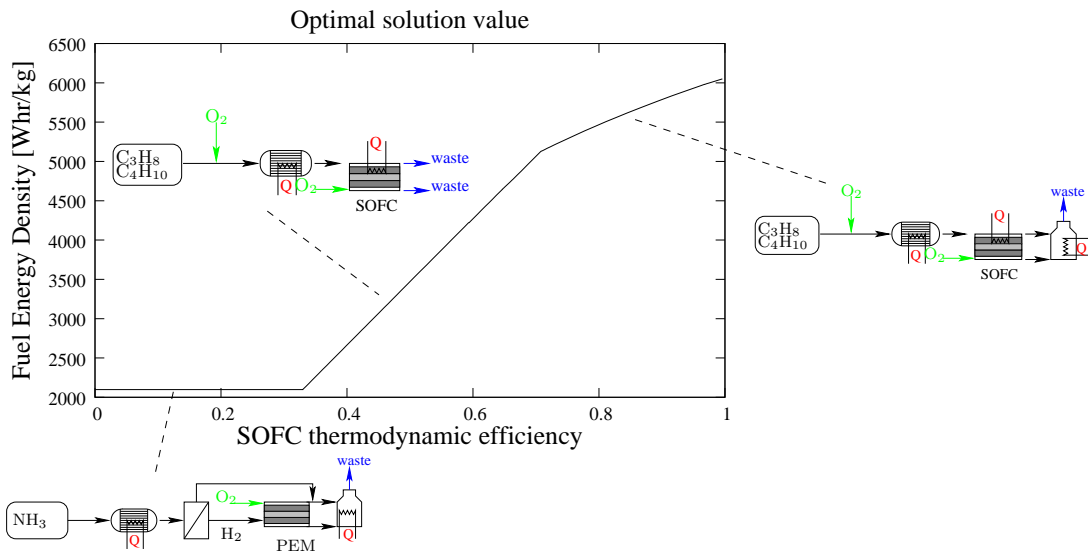 Optimal solution value
Fuel Energy Density [Whr/kg]
6500
6000
5500
5000
4500
4000
3500
3000
2500
2000
0
0.2
0.4
0.6
0.8
1
SOFC thermodynamic efficiency
O₂
C₃H₈
C₄H₁₀
Q
Q
O₂
waste
waste
SOFC
O₂
C₃H₈
C₄H₁₀
Q
Q
O₂
waste
Q
SOFC
NH₃
Q
H₂
O₂
PEM
waste
Q